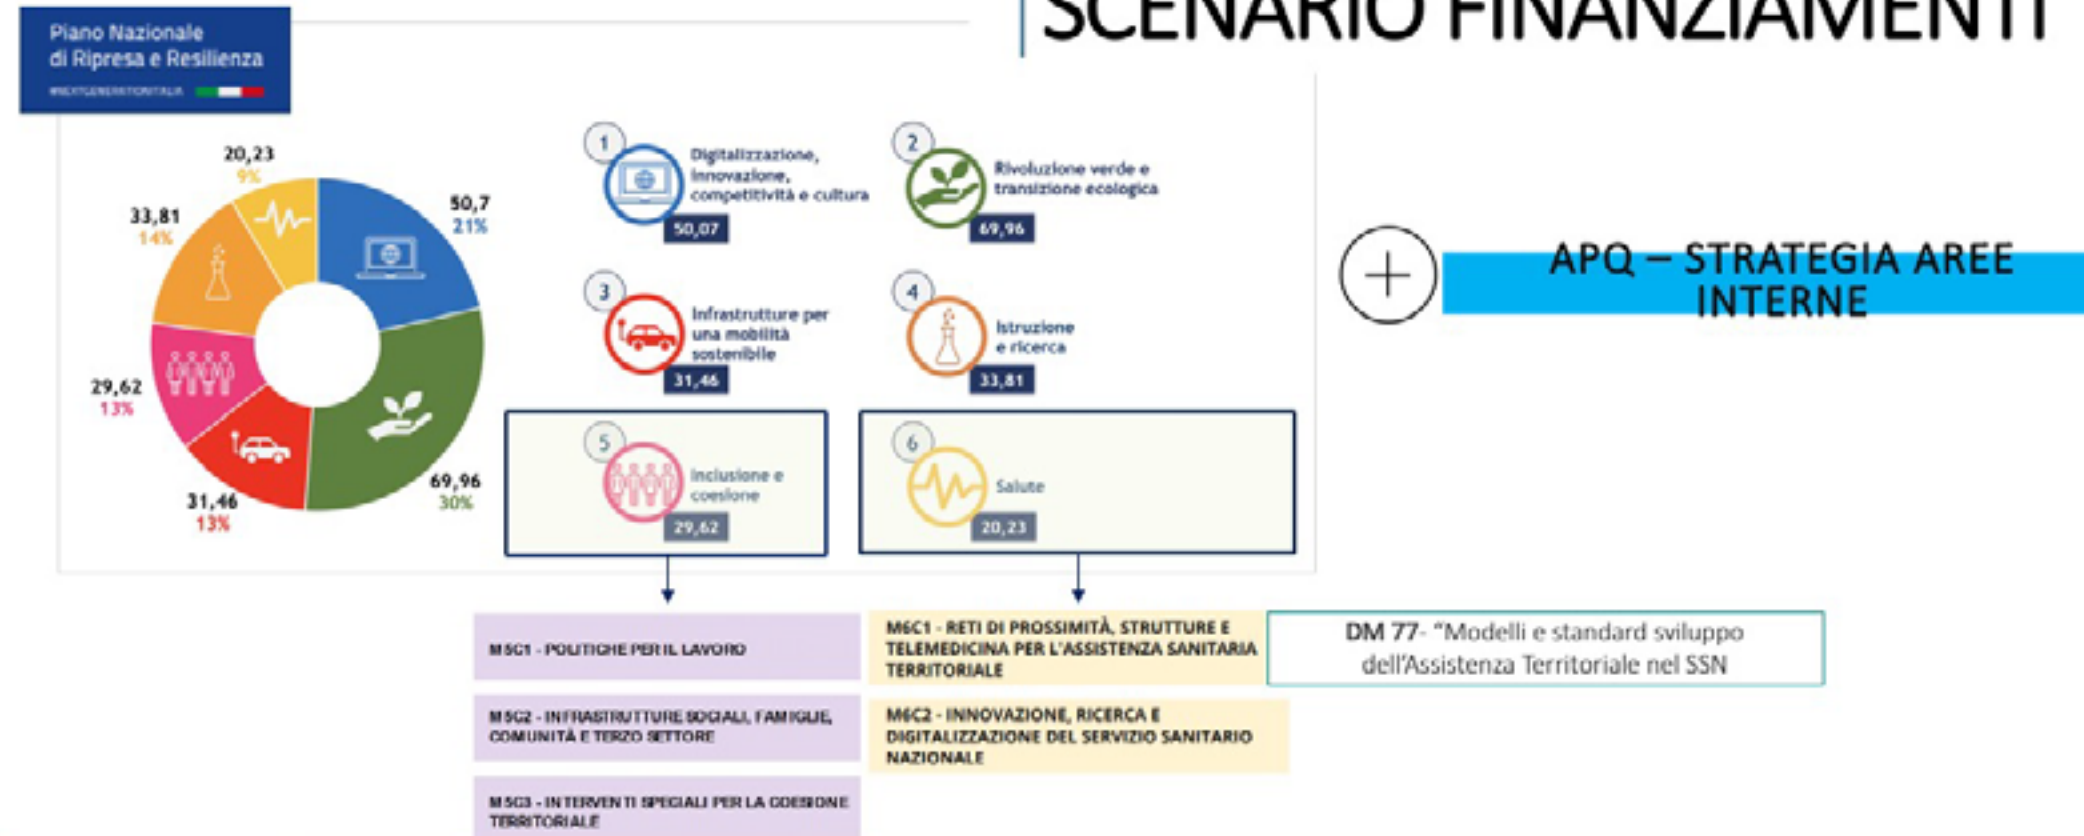 SCENARIO FINANZIAMENTI
Piano Nazionale
di Ripresa e Resilienza
#NEXTGENERATIONITALIA
20,23
9%
33,81
14%
50,7
21%
29,62
13%
31,46
13%
69,96
30%
1
Digitalizzazione,
innovazione,
competitività e cultura
50,07
2
Rivoluzione verde e
transizione ecologica
69,96
3
Infrastrutture per
una mobilità
sostenibile
31,46
4
Istruzione
e ricerca
33,81
5
Inclusione e
coesione
29,62
6
Salute
20,23
APQ – STRATEGIA AREE
INTERNE
M5C1 - POLITICHE PER IL LAVORO
M5C2 - INFRASTRUTTURE SOCIALI, FAMIGLIE,
COMUNITÀ E TERZO SETTORE
M5C3 - INTERVENTI SPECIALI PER LA COESIONE
TERRITORIALE
M6C1 - RETI DI PROSSIMITÀ, STRUTTURE E
TELEMEDICINA PER L'ASSISTENZA SANITARIA
TERRITORIALE
M6C2 - INNOVAZIONE, RICERCA E
DIGITALIZZAZIONE DEL SERVIZIO SANITARIO
NAZIONALE
DM 77- “Modelli e standard sviluppo
dell’Assistenza Territoriale nel SSN